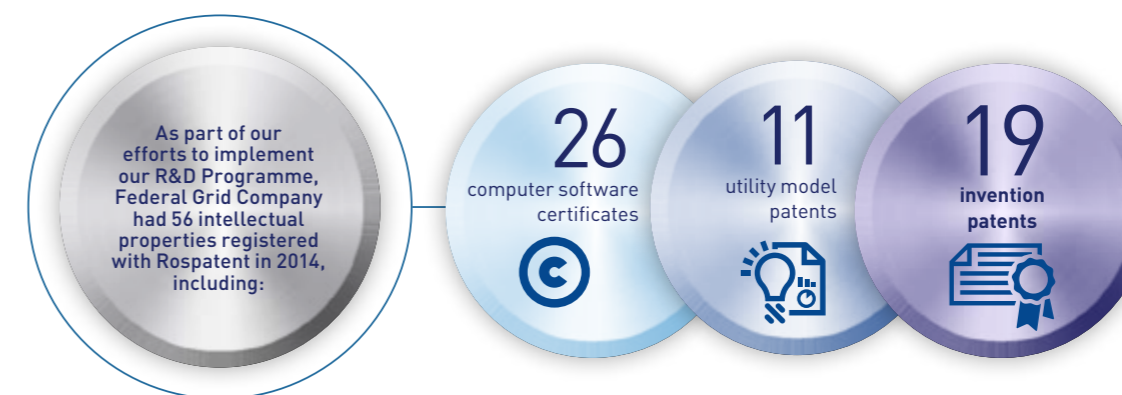 As part of our
efforts to implement
our R&D Programme,
Federal Grid Company
had 56 intellectual
properties registered
with Rospatent in 2014,
including:
26
computer software
certificates
©
11
utility model
patents
19
invention
patents